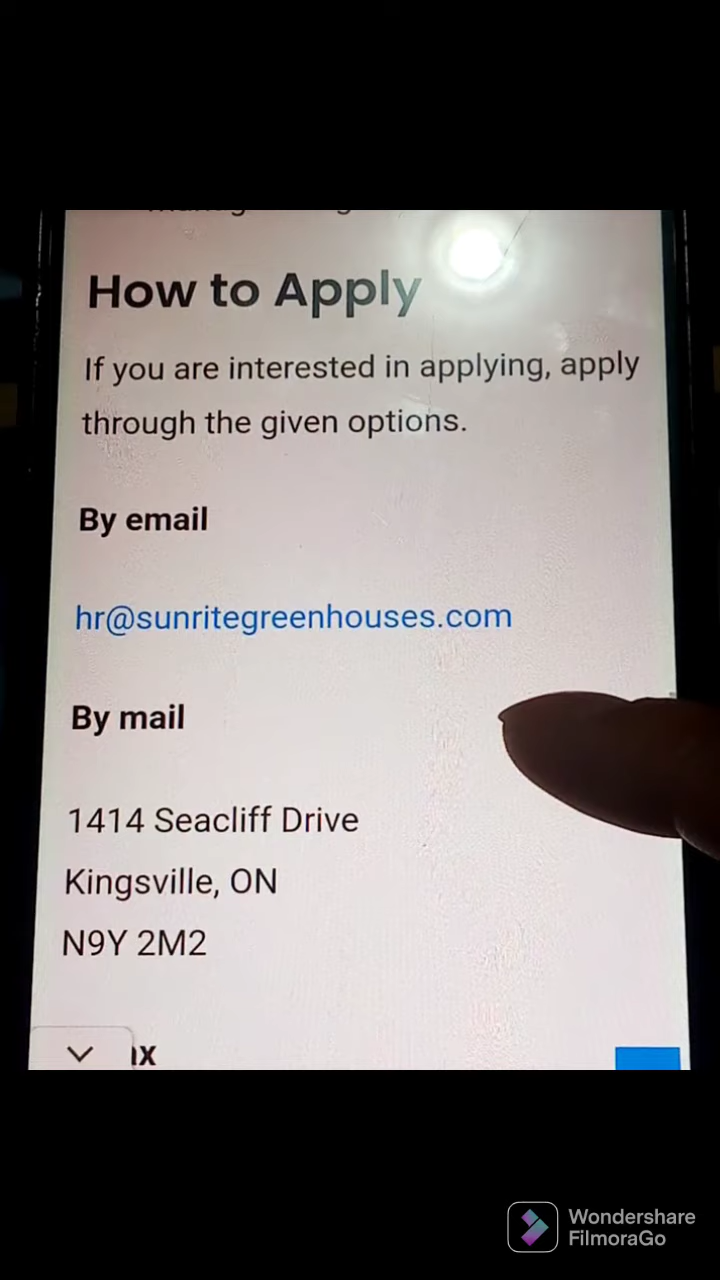 How to Apply
If you are interested in applying, apply
through the given options.
By email
hr@sunritegreenhouses.com
By mail
1414 Seacliff Drive
Kingsville, ON
N9Y 2M2
Wondershare
FilmoraGo